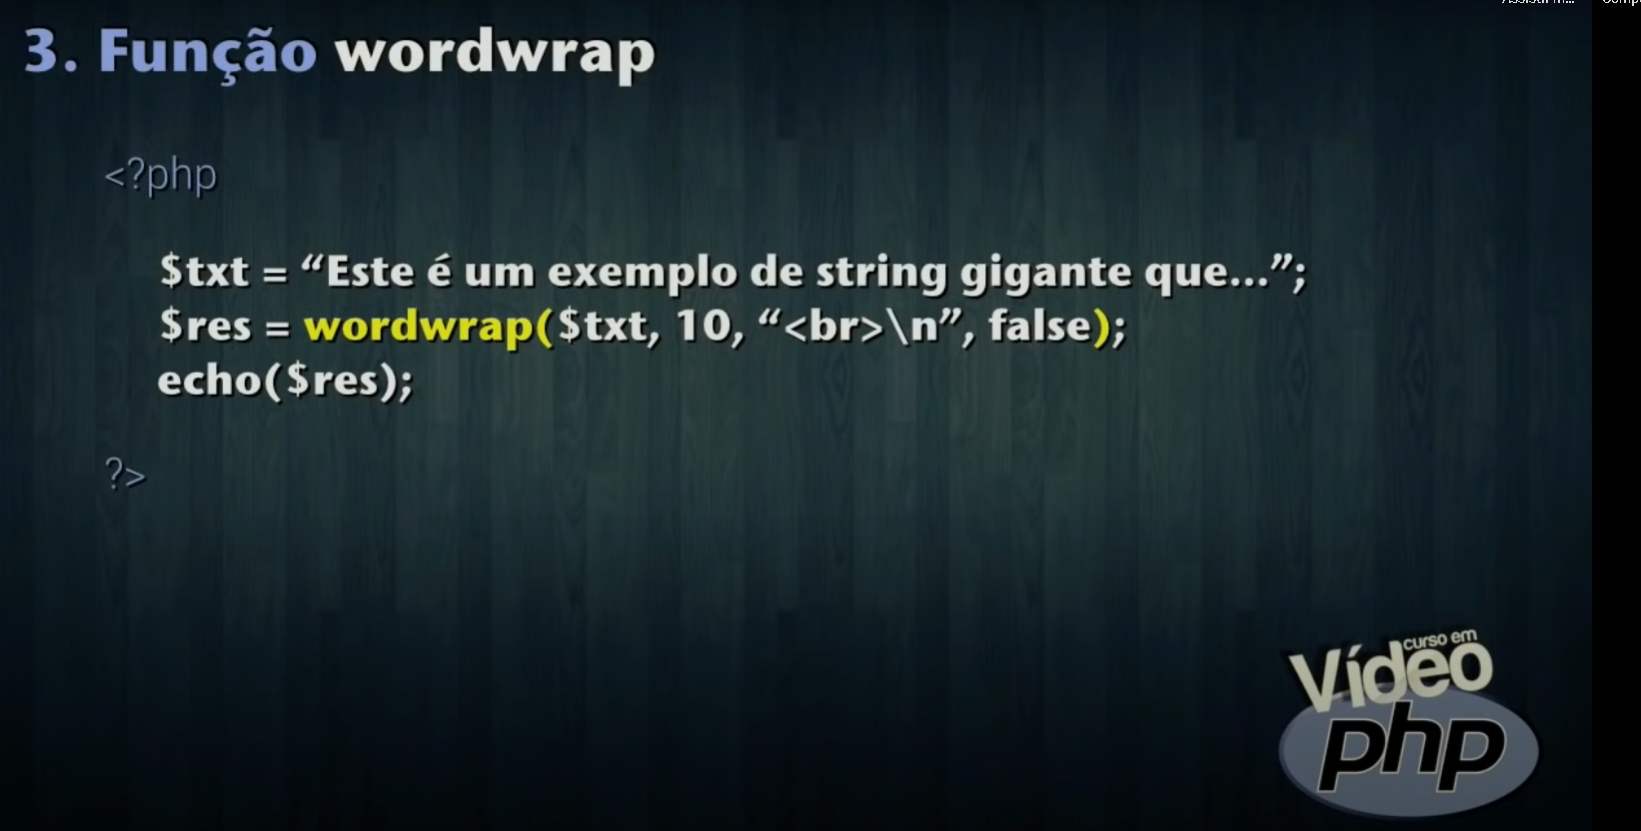 3. Função wordwrap
<?php
$txt = “Este é um exemplo de string gigante que...”;
$res = wordwrap($txt, 10, “<br>\n”, false);
echo($res);
?>
curso em
Vídeo
php